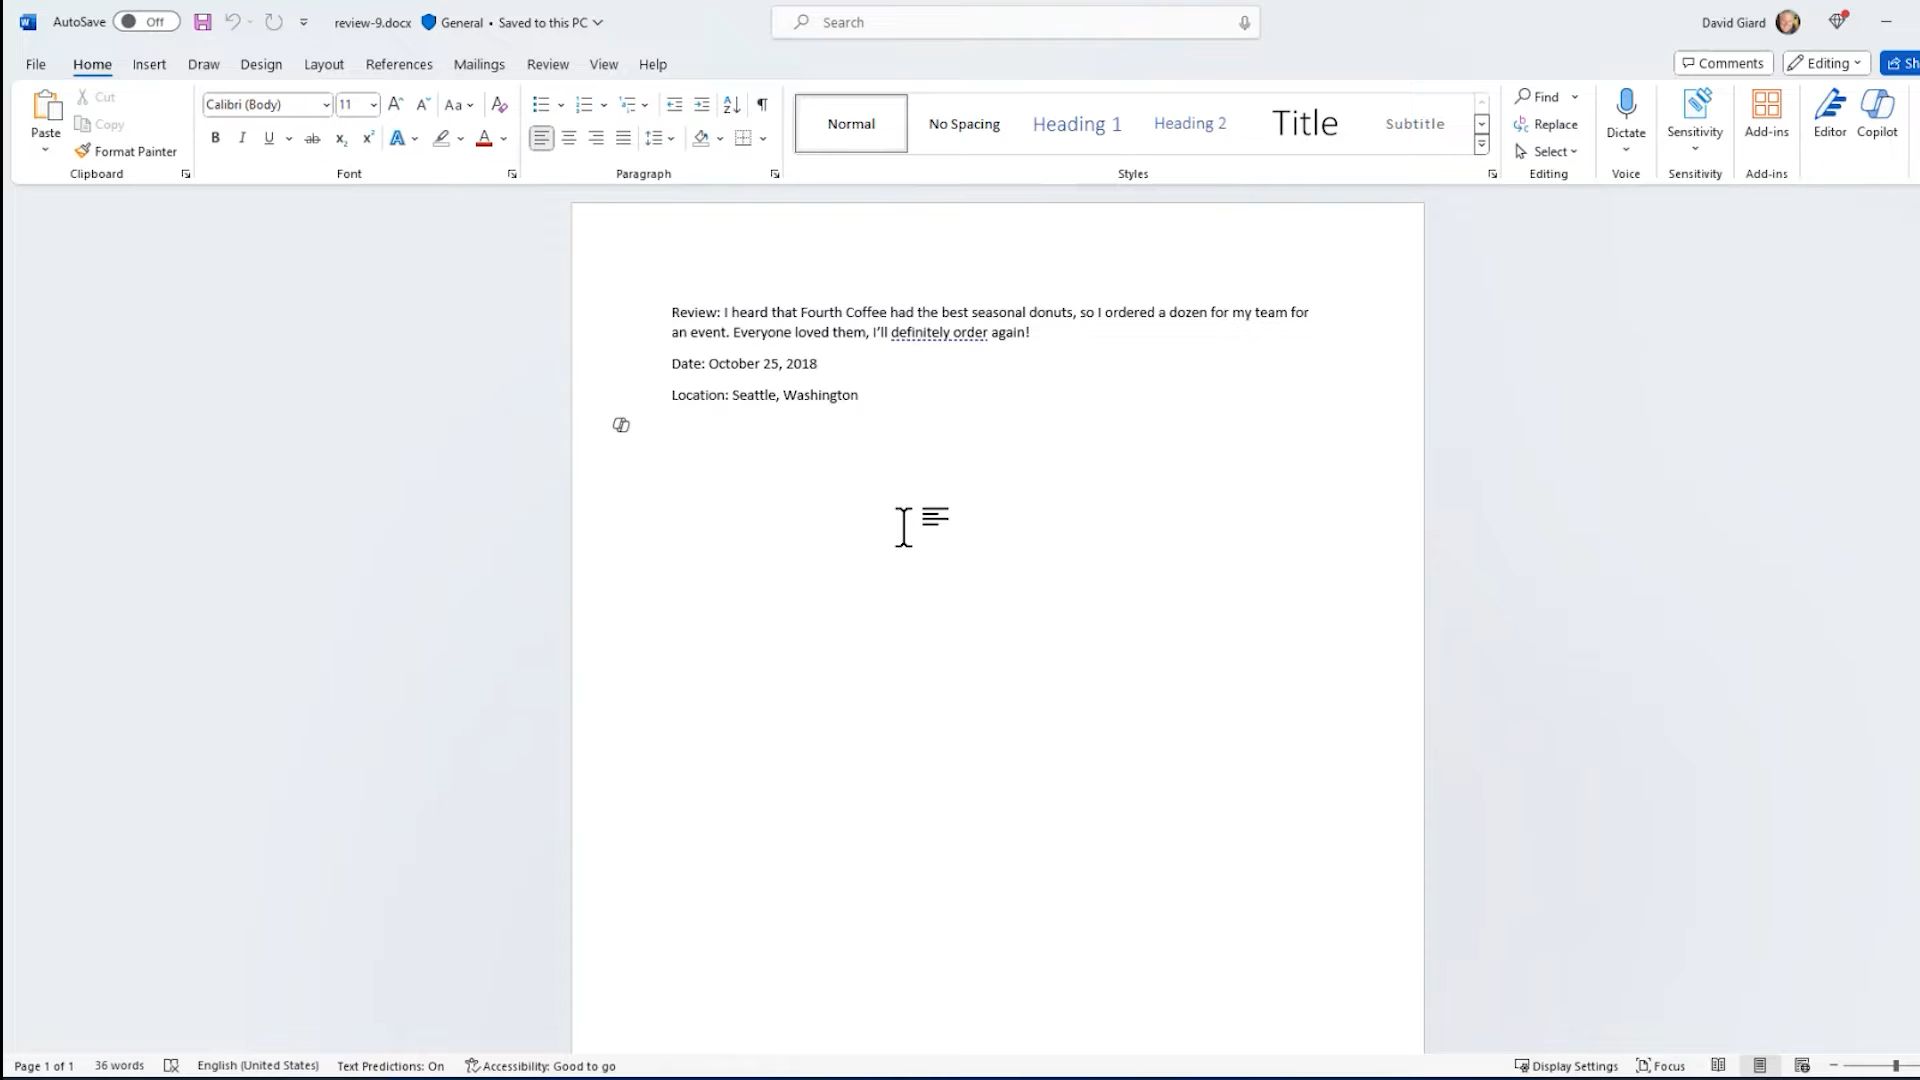 AutoSave Off review-9.docx General • Saved to this PC Search David Giard
File Home Insert Draw Design Layout References Mailings Review View Help Comments Editing
Paste Cut Calibri (Body) 11 Aa Normal No Spacing Heading 1 Heading 2 Title Subtitle Find Dictate Sensitivity Add-ins Editor Copilot
Copy Replace
Format Painter B I U ab Select
Clipboard Font Paragraph Styles Editing Voice Sensitivity Add-ins
Review: I heard that Fourth Coffee had the best seasonal donuts, so I ordered a dozen for my team for
an event. Everyone loved them, I'll definitely order again!
Date: October 25, 2018
Location: Seattle, Washington
Page 1 of 1 36 words English (United States) Text Predictions: On Accessibility: Good to go Display Settings Focus